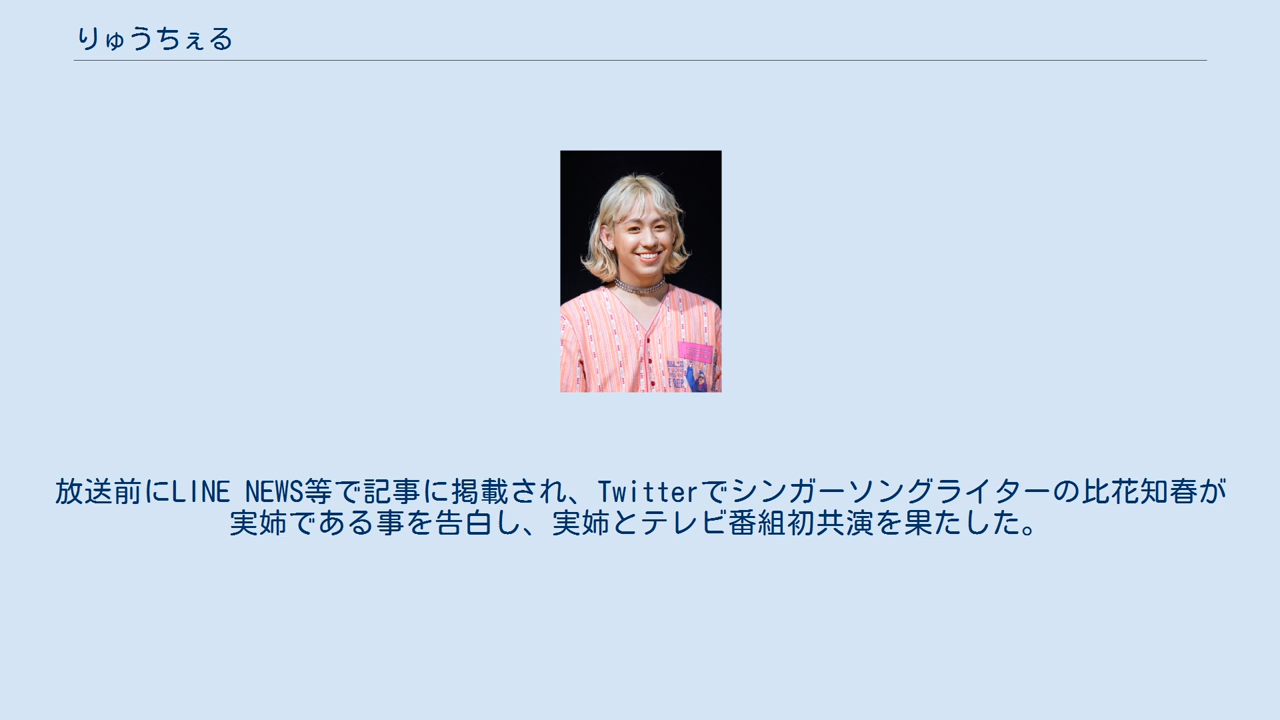 りゅうちぇる
放送前にLINE NEWS等で記事に掲載され、Twitterでシンガーソングライターの比花知春が
実姉である事を告白し、実姉とテレビ番組初共演を果たした。